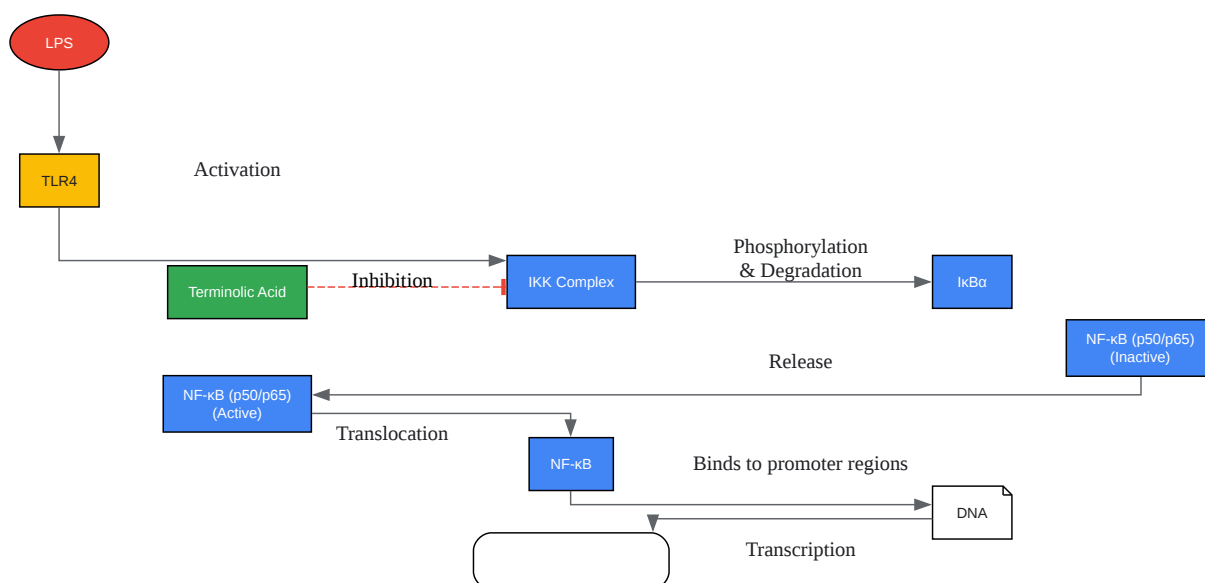 LPS
TLR4
Activation
Terminolic Acid
Inhibition
IKK Complex
Phosphorylation
& Degradation
IκBα
NF-κB (p50/p65)
(Inactive)
Release
NF-κB (p50/p65)
(Active)
Translocation
NF-κB
Binds to promoter regions
DNA
Transcription